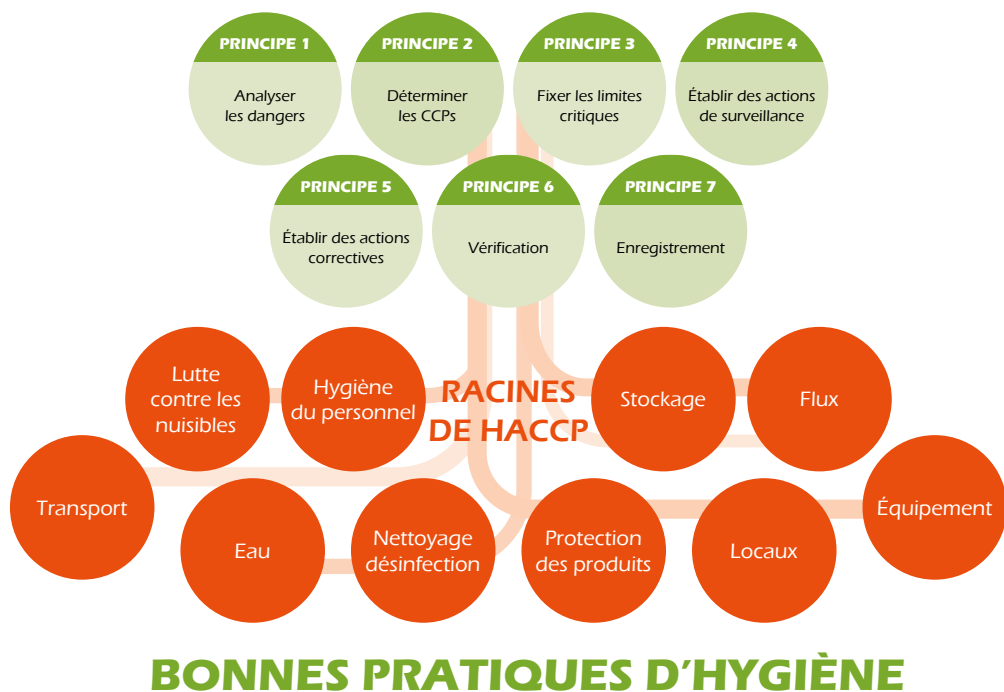 PRINCIPE 1
Analyser
les dangers
PRINCIPE 2
Déterminer
les CCPs
PRINCIPE 3
Fixer les limites
critiques
PRINCIPE 4
Établir des actions
de surveillance
PRINCIPE 5
Établir des actions
correctives
PRINCIPE 6
Vérification
PRINCIPE 7
Enregistrement
Lutte
contre les
nuisibles
Hygiène
du personnel
RACINES
DE HACCP
Stockage
Flux
Transport
Eau
Nettoyage
désinfection
Protection
des produits
Locaux
Équipement
BONNES PRATIQUES D'HYGIÈNE